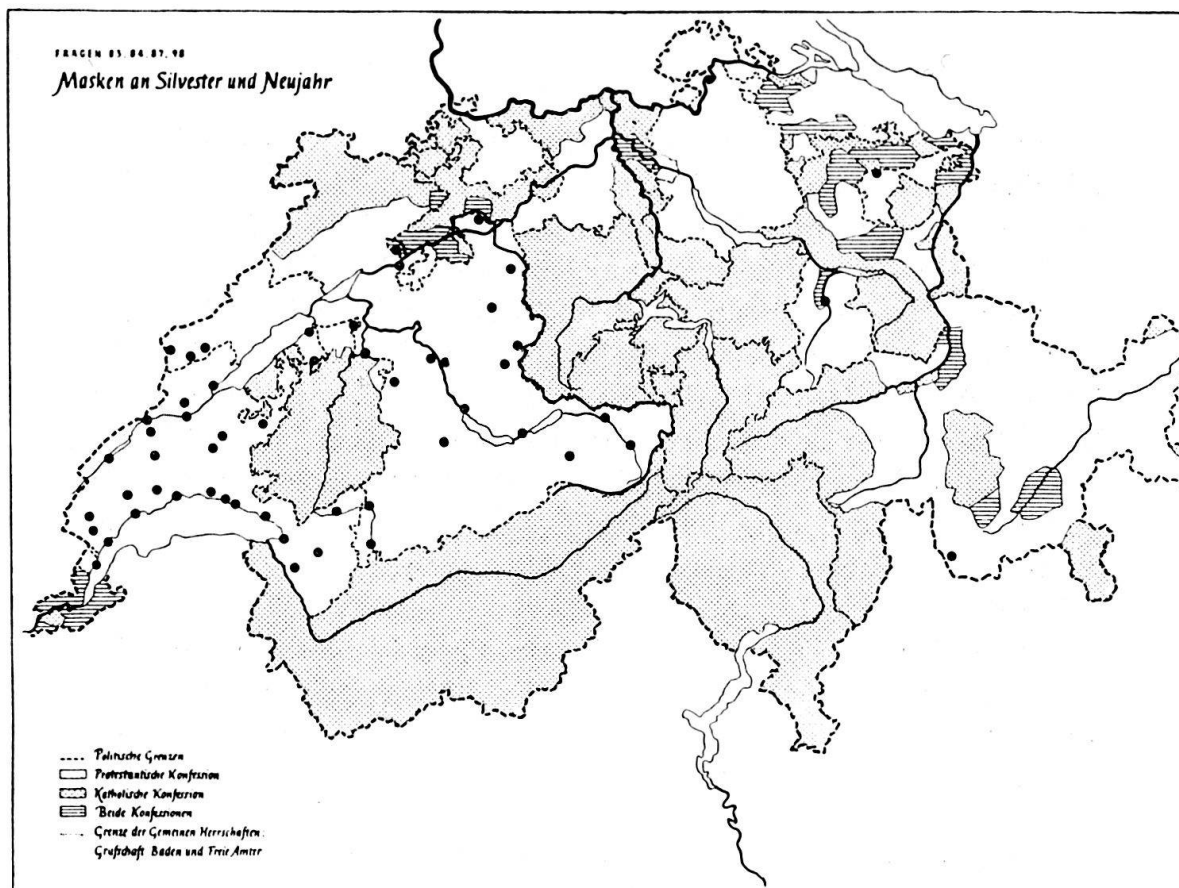 FRAGEN 83. 84. 87. 98
Masken an Silvester und Neujahr
Politische Grenzen
Protestantische Konfession
Katholische Konfession
Beide Konfessionen
Grenze der Gemeinen Herrschaften:
Grafschaft Baden und Freie Ämter